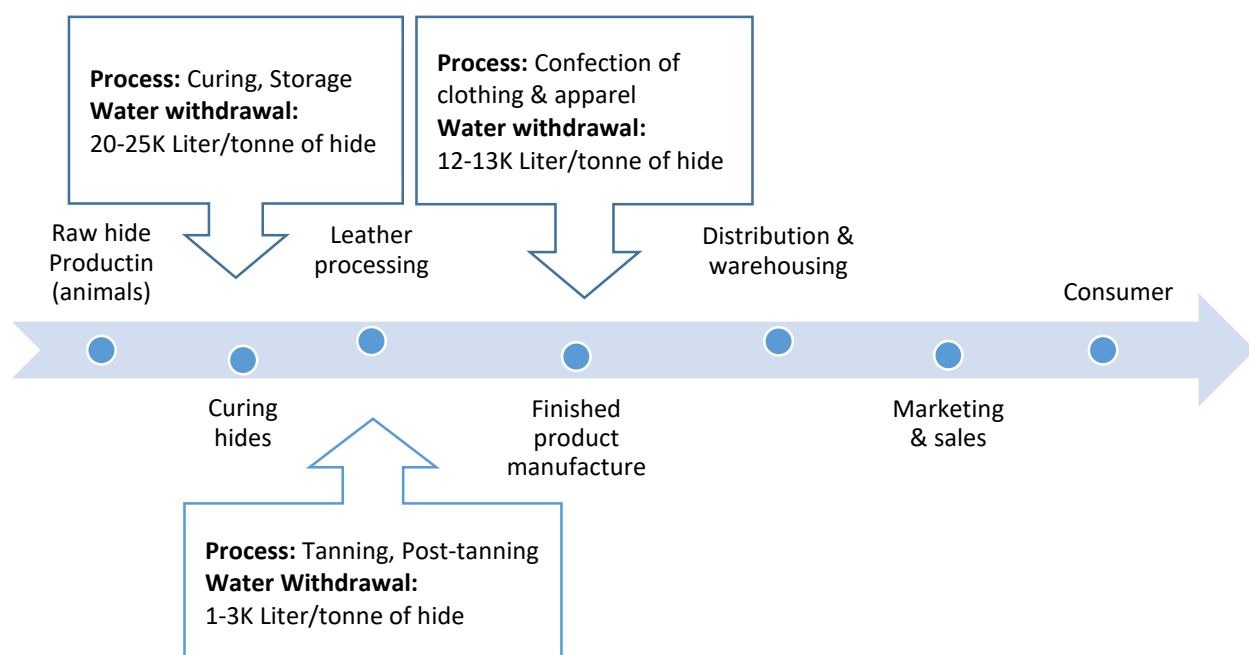 Process: Curing, Storage
Water withdrawal:
20-25K Liter/tonne of hide
Process: Confection of
clothing & apparel
Water withdrawal:
12-13K Liter/tonne of hide
Raw hide
Productin
(animals)
Leather
processing
Distribution &
warehousing
Consumer
Curing
hides
Finished
product
manufacture
Marketing
& sales
Process: Tanning, Post-tanning
Water Withdrawal:
1-3K Liter/tonne of hide